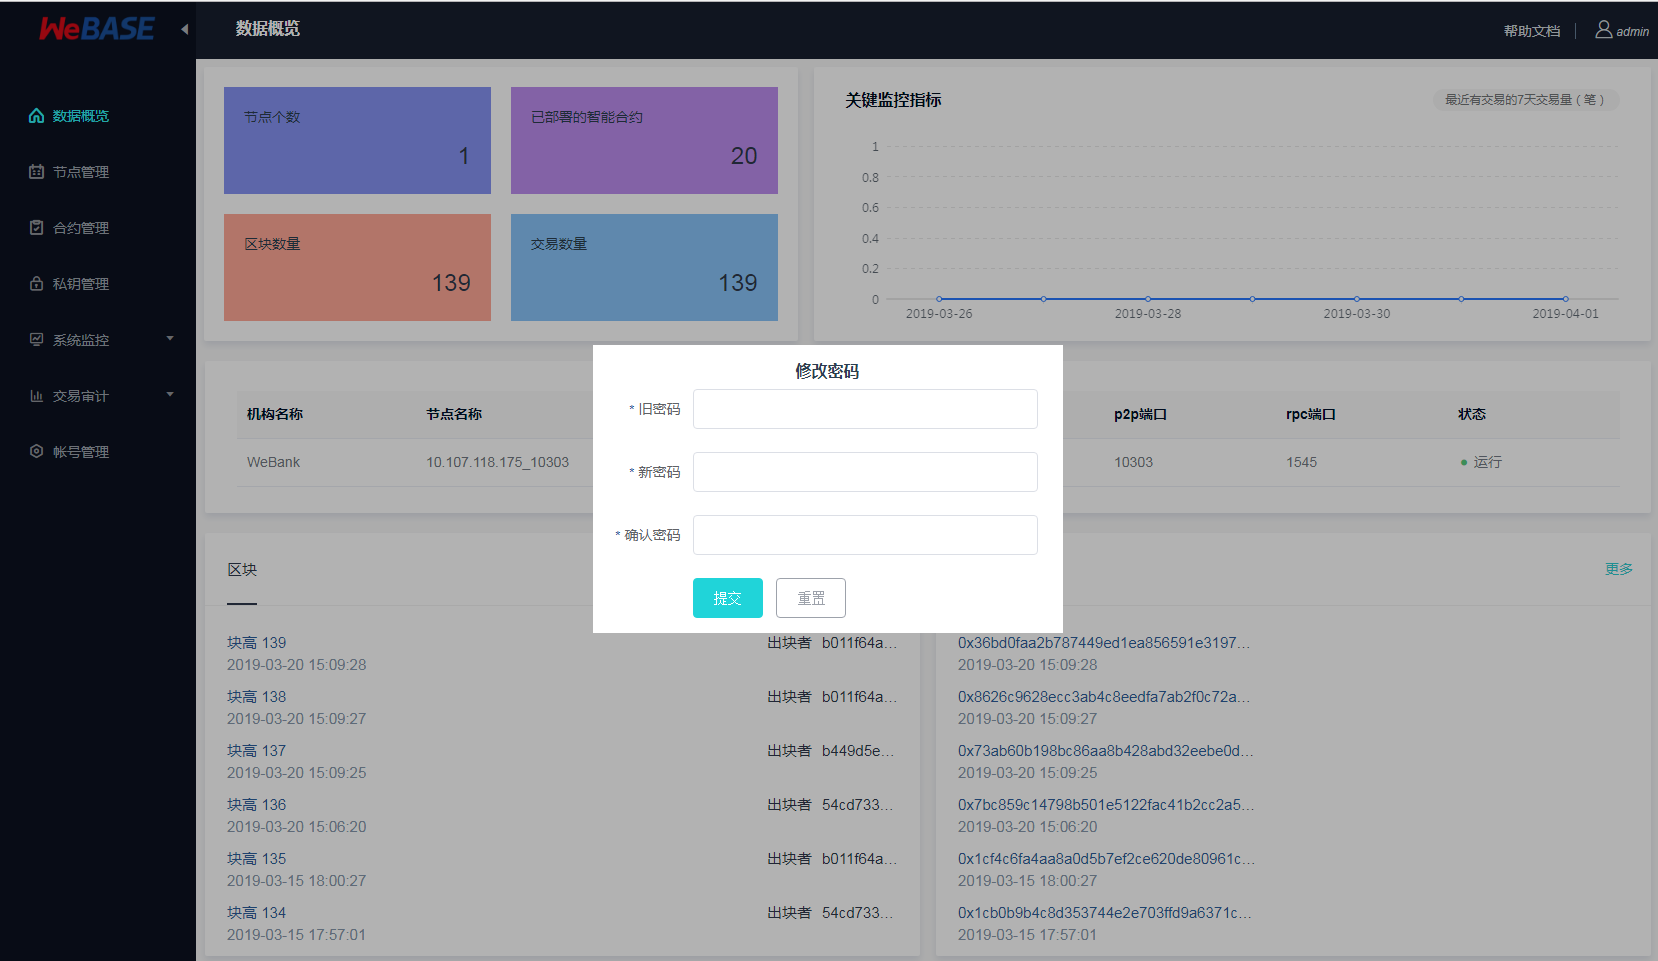 WeBASE
数据概览
帮助文档
admin
数据概览
节点管理
合约管理
私钥管理
系统监控
交易审计
帐号管理
节点个数
1
已部署的智能合约
20
区块数量
139
交易数量
139
关键监控指标
最近有交易的7天交易量（笔）
1
0.8
0.6
0.4
0.2
0
2019-03-26
2019-03-28
2019-03-30
2019-04-01
修改密码
* 旧密码
* 新密码
* 确认密码
提交
重置
机构名称
节点名称
p2p端口
rpc端口
状态
WeBank
10.107.118.175_10303
10303
1545
运行
区块
更多
块高 139
出块者 b011f64a...
2019-03-20 15:09:28
块高 138
出块者 b011f64a...
2019-03-20 15:09:27
块高 137
出块者 b449d5e...
2019-03-20 15:09:25
块高 136
出块者 54cd733...
2019-03-20 15:06:20
块高 135
出块者 b011f64a...
2019-03-15 18:00:27
块高 134
出块者 54cd733...
2019-03-15 17:57:01
0x36bd0faa2b787449ed1ea856591e3197...
2019-03-20 15:09:28
0x8626c9628ecc3ab4c8eedfa7ab2f0c72a...
2019-03-20 15:09:27
0x73ab60b198bc86aa8b428abd32eebe0d...
2019-03-20 15:09:25
0x7bc859c14798b501e5122fac41b2cc2a5...
2019-03-20 15:06:20
0x1cf4c6fa4aa8a0d5b7ef2ce620de80961c...
2019-03-15 18:00:27
0x1cb0b9b4c8d353744e2e703ffd9a6371c...
2019-03-15 17:57:01